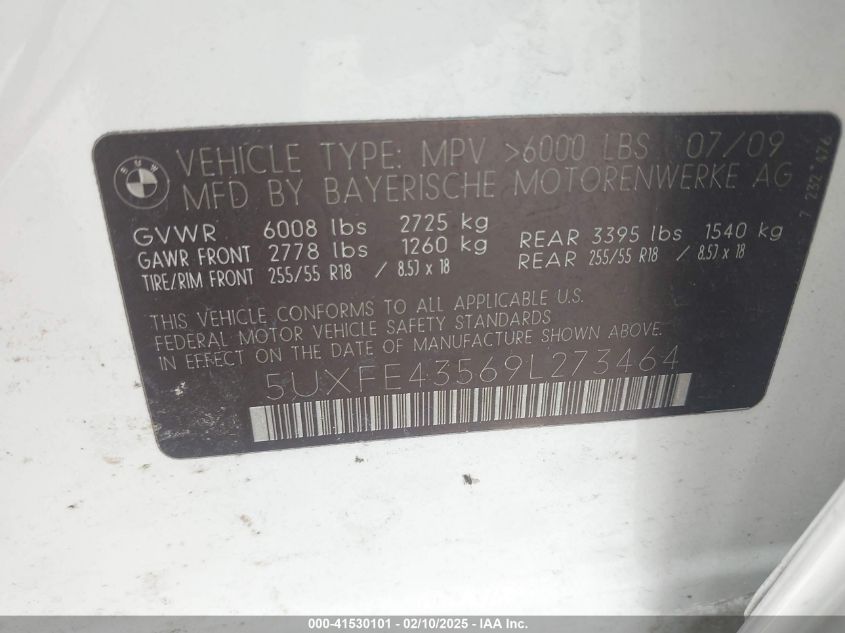 VEHICLE TYPE: MPV >6000 LBS 07/09
MFD BY BAYERISCHE MOTORENWERKE AG
GVWR 6008 lbs 2725 kg
GAWR FRONT 2778 lbs 1260 kg REAR 3395 lbs 1540 kg
TIRE/RIM FRONT 255/55 R18 / 8.5J x 18 REAR 255/55 R18 / 8.5J x 18
THIS VEHICLE CONFORMS TO ALL APPLICABLE U.S.
FEDERAL MOTOR VEHICLE SAFETY STANDARDS
IN EFFECT ON THE DATE OF MANUFACTURE SHOWN ABOVE.
5UXFE43569L273464
7 232 476
000-41530101 - 02/10/2025 - IAA Inc.